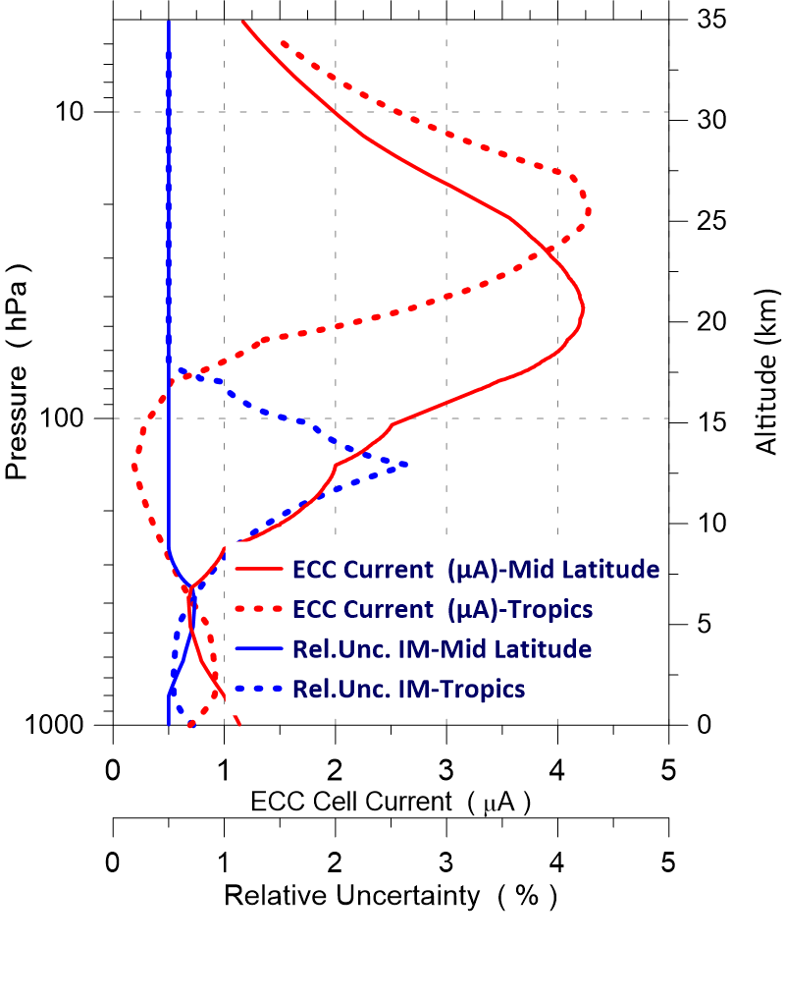 35
10
30
25
20
100
15
10
5
1000
0
Pressure ( hPa )
Altitude (km)
ECC Current (μA)-Mid Latitude
ECC Current (μA)-Tropics
Rel.Unc. IM-Mid Latitude
Rel.Unc. IM-Tropics
0 1 2 3 4 5
ECC Cell Current ( μA )
0 1 2 3 4 5
Relative Uncertainty ( % )